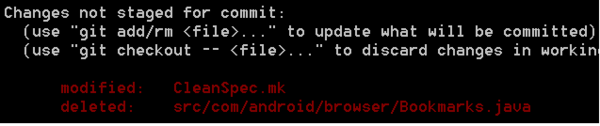 Changes not staged for commit:
(use "git add/rm <file>..." to update what will be committed)
(use "git checkout -- <file>..." to discard changes in workin
modified: CleanSpec.mk
deleted: src/com/android/browser/Bookmarks.java